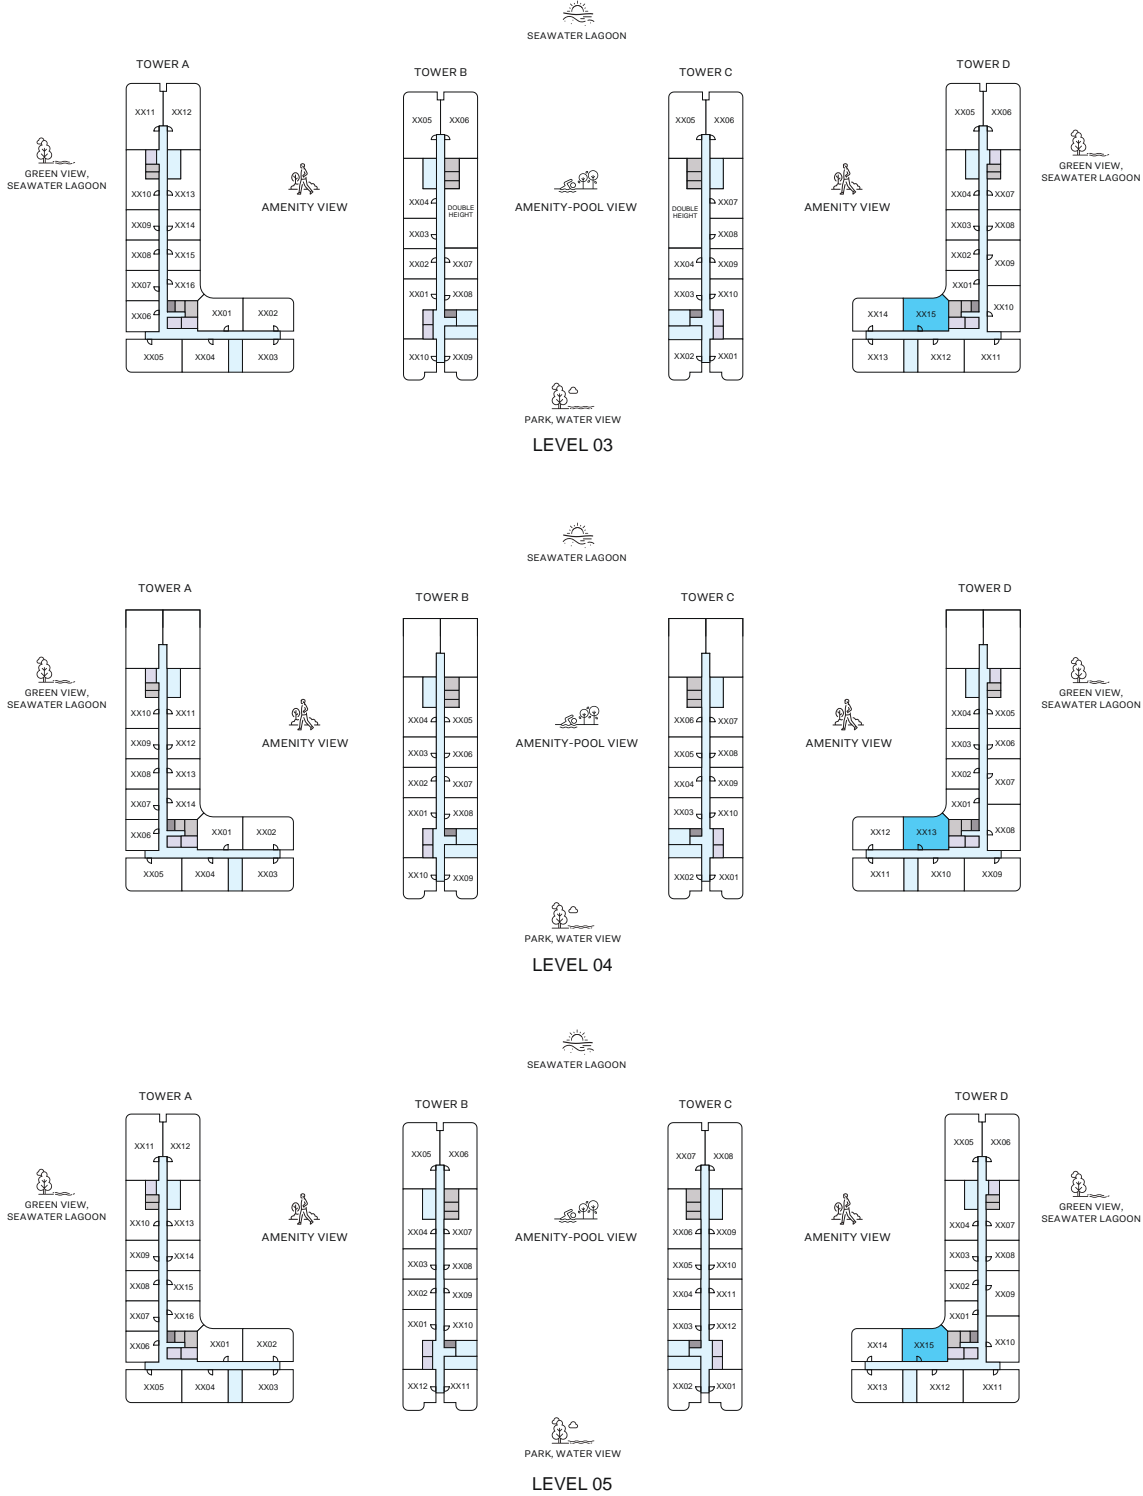 SEAWATER LAGOON
TOWER A
TOWER B
TOWER C
TOWER D
XX11 XX12
XX05 XX06
XX05 XX06
XX05 XX06
GREEN VIEW,
SEAWATER LAGOON
AMENITY VIEW
AMENITY-POOL VIEW
AMENITY VIEW
GREEN VIEW,
SEAWATER LAGOON
XX10 XX13
XX09 XX14
XX08 XX15
XX07 XX16
XX06 XX01 XX02
XX05 XX04 XX03
XX04 DOUBLE
HEIGHT
XX03
XX02 XX07
XX01 XX08
XX10 XX09
DOUBLE
HEIGHT XX07
XX08
XX04 XX09
XX03 XX10
XX02 XX01
XX04 XX07
XX03 XX08
XX02 XX09
XX01
XX10
XX14 XX15
XX13 XX12 XX11
PARK, WATER VIEW
LEVEL 03
SEAWATER LAGOON
TOWER A
TOWER B
TOWER C
TOWER D
GREEN VIEW,
SEAWATER LAGOON
AMENITY VIEW
AMENITY-POOL VIEW
AMENITY VIEW
GREEN VIEW,
SEAWATER LAGOON
XX10 XX11
XX09 XX12
XX08 XX13
XX07 XX14
XX06 XX01 XX02
XX05 XX04 XX03
XX04 XX05
XX03 XX06
XX02 XX07
XX01 XX08
XX10 XX09
XX06 XX07
XX05 XX08
XX04 XX09
XX03 XX10
XX02 XX01
XX04 XX05
XX03 XX06
XX02 XX07
XX01
XX08
XX12 XX13
XX11 XX10 XX09
PARK, WATER VIEW
LEVEL 04
SEAWATER LAGOON
TOWER A
TOWER B
TOWER C
TOWER D
XX11 XX12
XX05 XX06
XX07 XX08
XX05 XX06
GREEN VIEW,
SEAWATER LAGOON
AMENITY VIEW
AMENITY-POOL VIEW
AMENITY VIEW
GREEN VIEW,
SEAWATER LAGOON
XX10 XX13
XX09 XX14
XX08 XX15
XX07 XX16
XX06 XX01 XX02
XX05 XX04 XX03
XX04 XX07
XX03 XX08
XX02 XX09
XX01 XX10
XX12 XX11
XX06 XX09
XX05 XX10
XX04 XX11
XX03 XX12
XX02 XX01
XX04 XX07
XX03 XX08
XX02 XX09
XX01
XX10
XX14 XX15
XX13 XX12 XX11
PARK, WATER VIEW
LEVEL 05